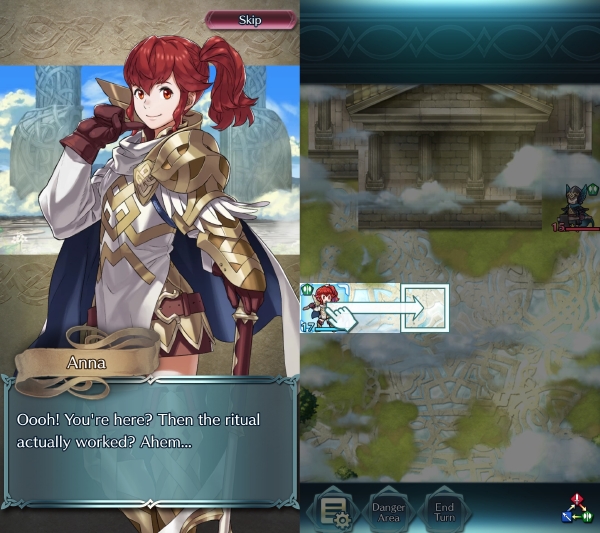 Skip
Anna
Oooh! You're here? Then the ritual
actually worked? Ahem...
15
17
Danger
Area
End
Turn